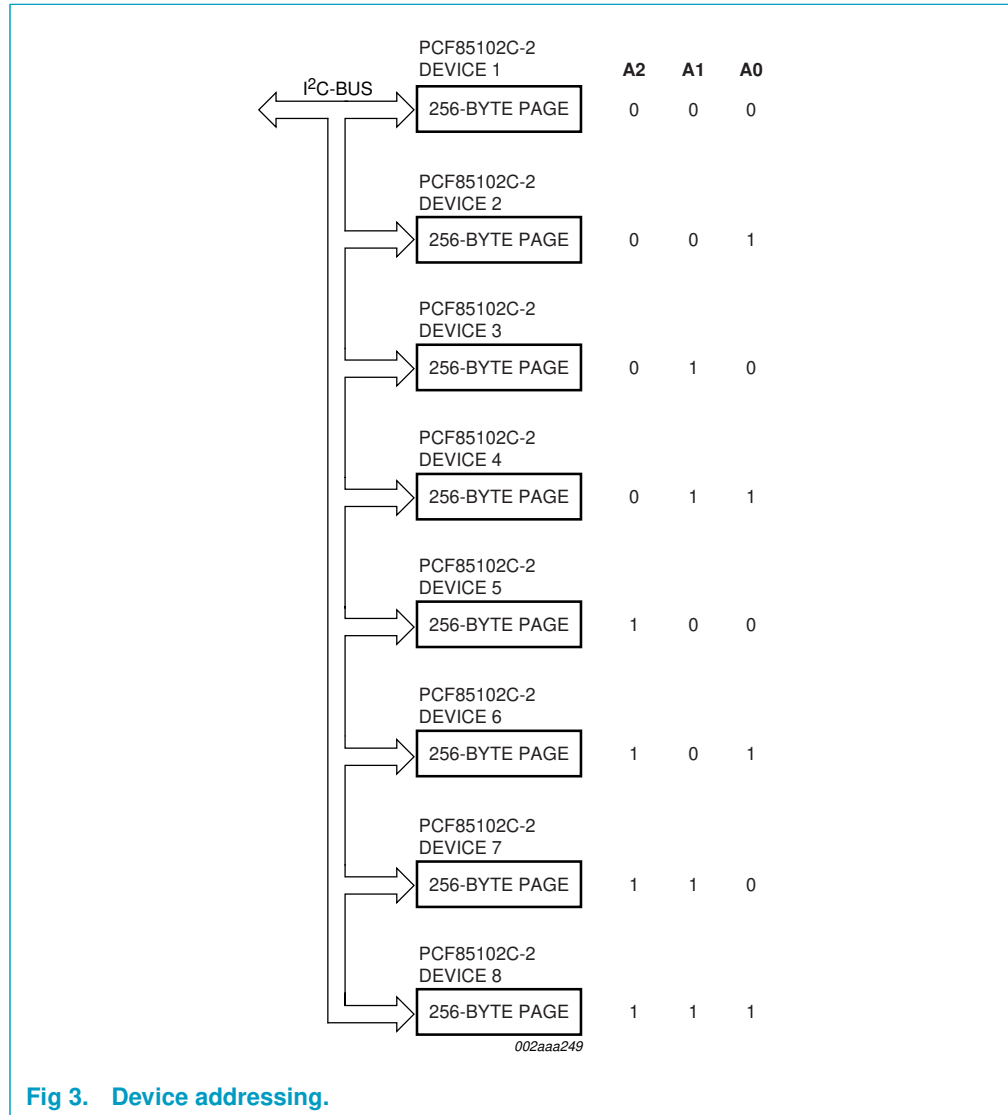 PCF85102C-2
DEVICE 1 A2 A1 A0
I2C-BUS
256-BYTE PAGE 0 0 0
PCF85102C-2
DEVICE 2
256-BYTE PAGE 0 0 1
PCF85102C-2
DEVICE 3
256-BYTE PAGE 0 1 0
PCF85102C-2
DEVICE 4
256-BYTE PAGE 0 1 1
PCF85102C-2
DEVICE 5
256-BYTE PAGE 1 0 0
PCF85102C-2
DEVICE 6
256-BYTE PAGE 1 0 1
PCF85102C-2
DEVICE 7
256-BYTE PAGE 1 1 0
PCF85102C-2
DEVICE 8
256-BYTE PAGE 1 1 1
002aaa249
Fig 3. Device addressing.